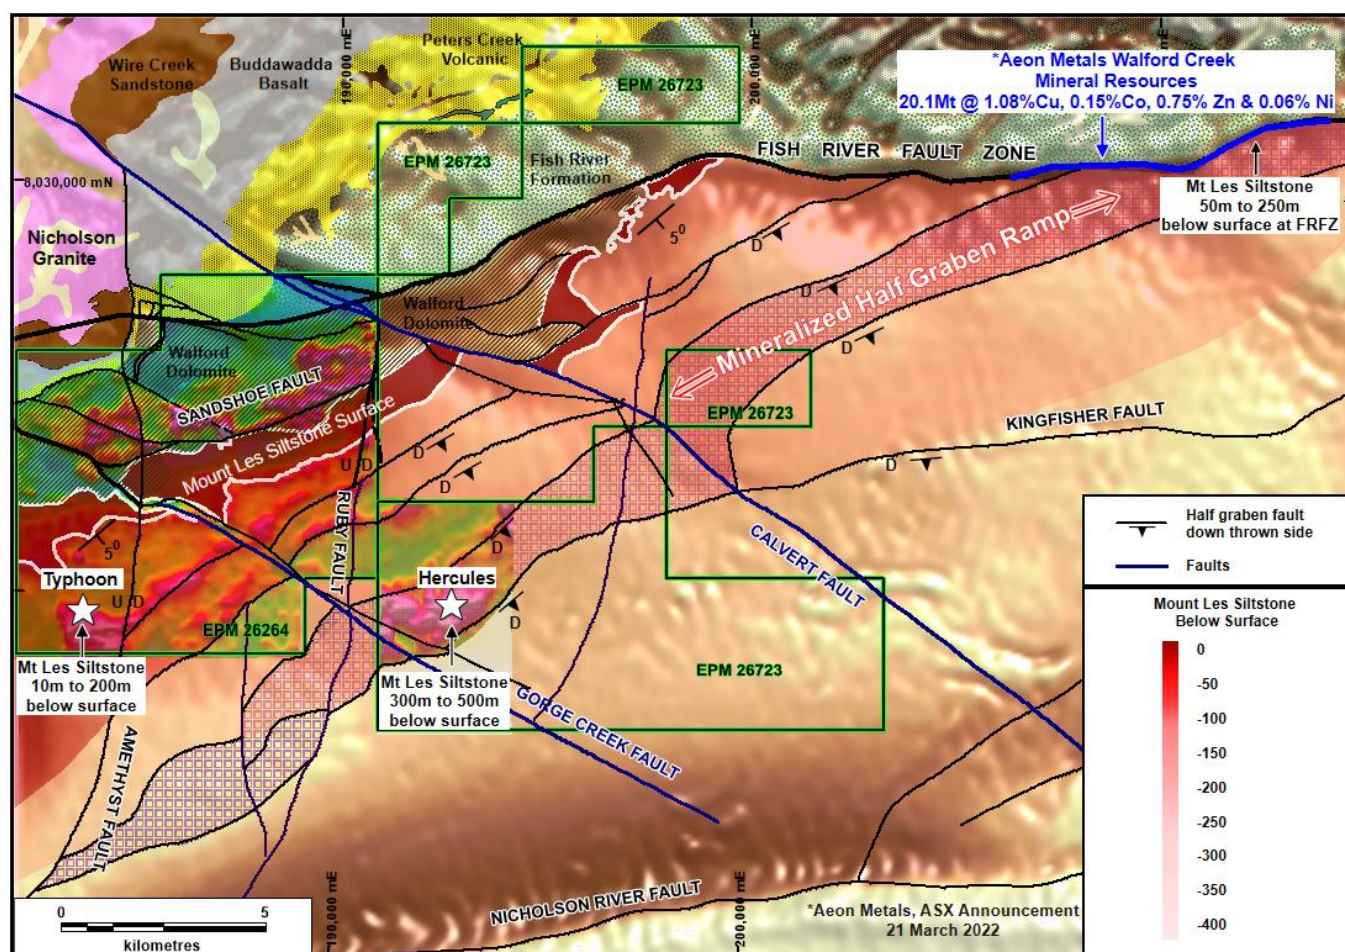 Wire Creek
Sandstone
Buddawadda
Basalt
190,000 mE
Peters Creek
Volcanic
EPM 26723
200,000 mE
*Aeon Metals Walford Creek
Mineral Resources
20.1Mt @ 1.08%Cu, 0.15%Co, 0.75% Zn & 0.06% Ni
EPM 26723
Fish River
Formation
FISH RIVER FAULT ZONE
8,030,000 mN
Mt Les Siltstone
50m to 250m
below surface at FRFZ
Nicholson
Granite
5⁰
D
Mineralized Half Graben Ramp
D
D
Walford
Dolomite
Walford
Dolomite
SANDSHOE FAULT
EPM 26723
KINGFISHER FAULT
Mount Les Siltstone Surface
U D
D
D
D
RUBY FAULT
CALVERT FAULT
Half graben fault
down thrown side
Faults
5⁰
D
Typhoon
Hercules
U D
D
EPM 26264
EPM 26723
Mt Les Siltstone
10m to 200m
below surface
Mt Les Siltstone
300m to 500m
below surface
GORGE CREEK FAULT
AMETHYST FAULT
Mount Les Siltstone
Below Surface
0
-50
-100
-150
-200
-250
-300
-350
-400
NICHOLSON RIVER FAULT
190,000 mE
200,000 mE
*Aeon Metals, ASX Announcement
21 March 2022
0 5
kilometres